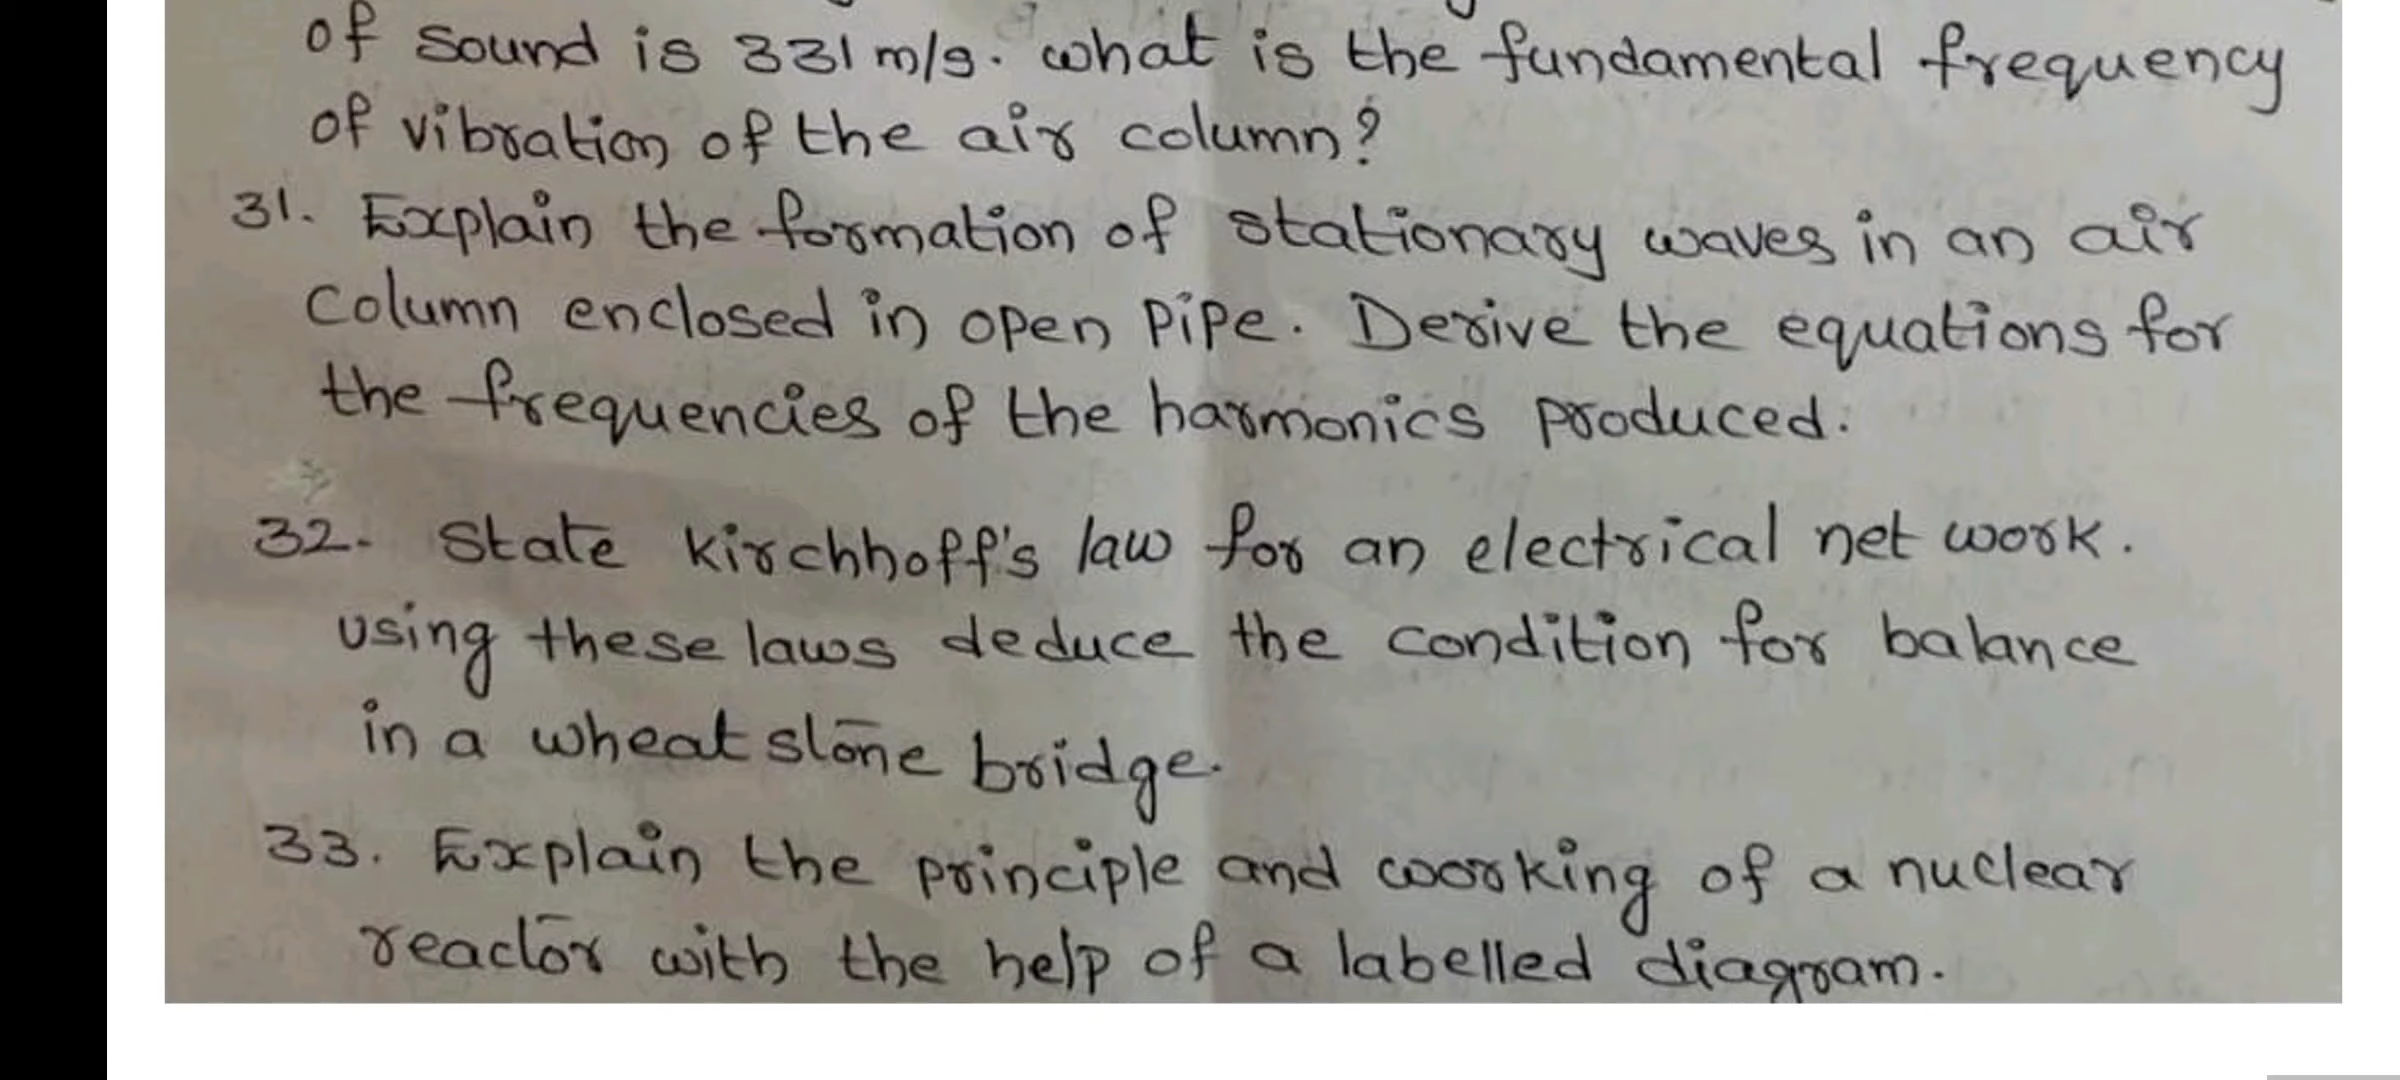 of sound is 331 m/s. what is the fundamental frequency
of vibration of the air column?
31. Explain the formation of stationary waves in an air
column enclosed in open pipe. Derive the equations for
the frequencies of the harmonics produced.
32. State kirchhoff's law for an electrical net work.
using these laws deduce the condition for balance
in a wheat stone bridge.
33. Explain the principle and working of a nuclear
reactor with the help of a labelled diagram.